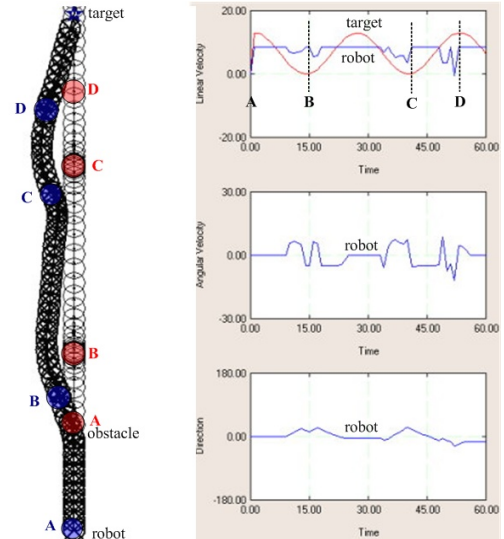 target
D
D
C
C
B
B
A
obstacle
A
robot
20.00
0.00
-20.00
Linear Velocity
target
robot
A
B
C
D
0.00
15.00
30.00
45.00
60.00
Time
30.00
0.00
-30.00
Angular Velocity
robot
0.00
15.00
30.00
45.00
60.00
Time
180.00
0.00
-180.00
Direction
robot
0.00
15.00
30.00
45.00
60.00
Time